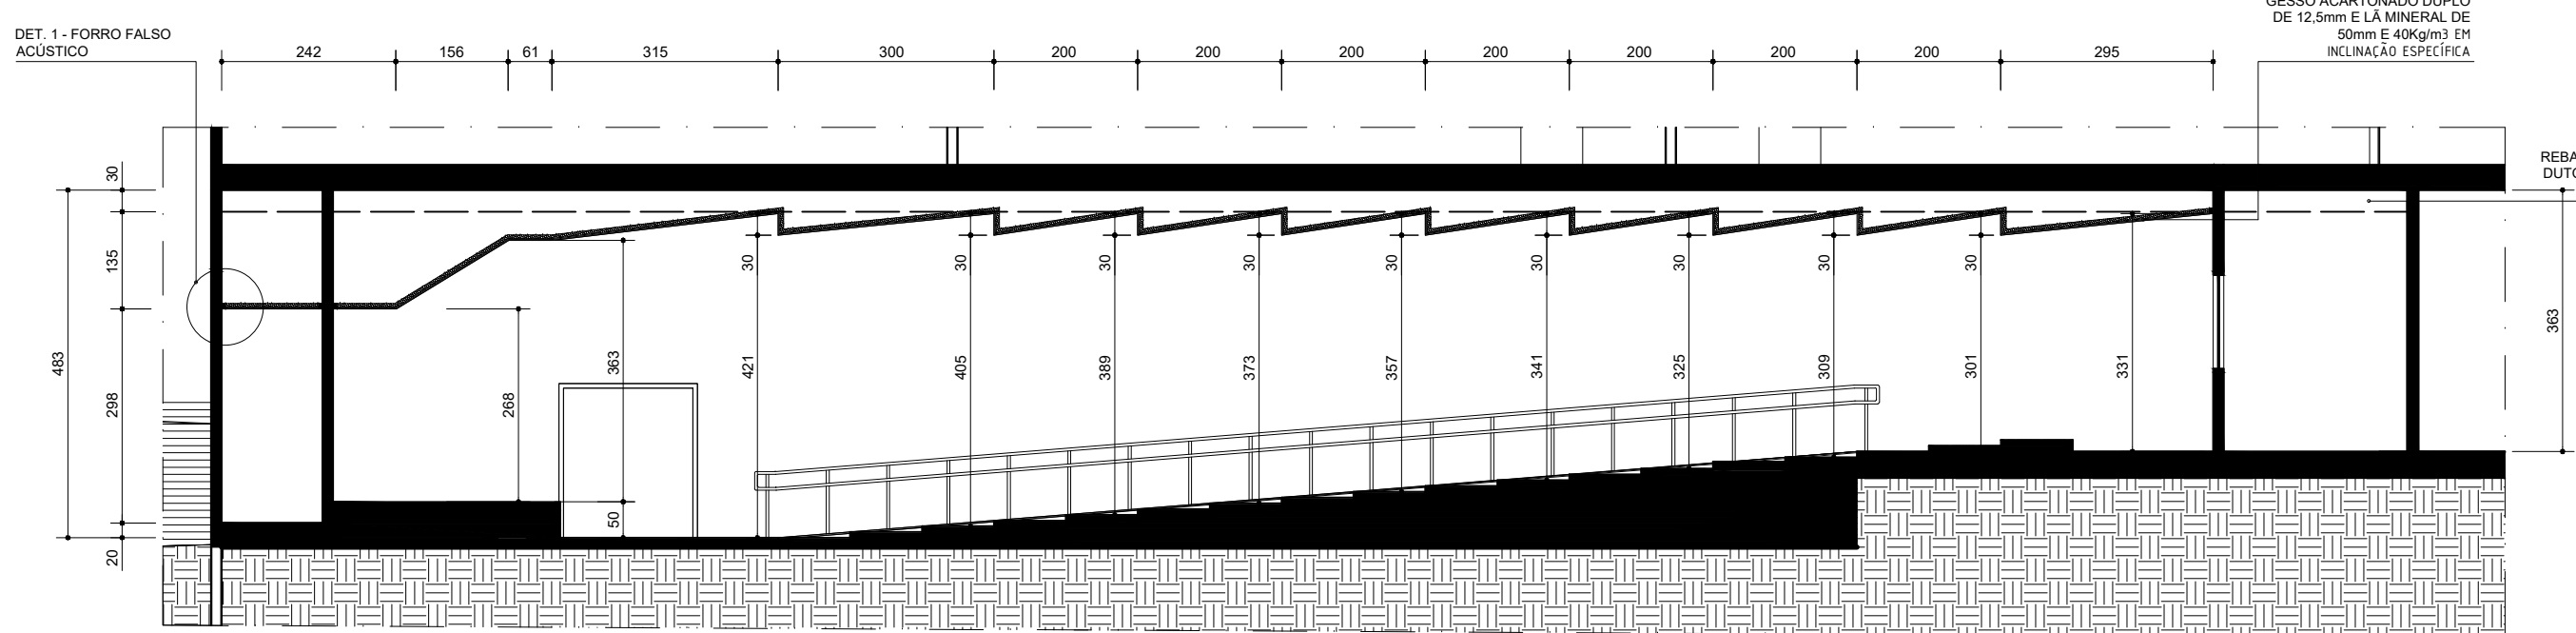 DET. 1 - FORRO FALSO
ACÚSTICO
GESSO ACARTONADO DUPLO
DE 12,5mm E LÃ MINERAL DE
50mm E 40Kg/m3 EM
INCLINAÇÃO ESPECÍFICA
242 156 61 315 300 200 200 200 200 200 200 200 295
REBA
DUTO
30
135
483
298
20
30 30 30 30 30 30 30 30 30
268
363
50
421 405 389 373 357 341 325 309 301 331
363